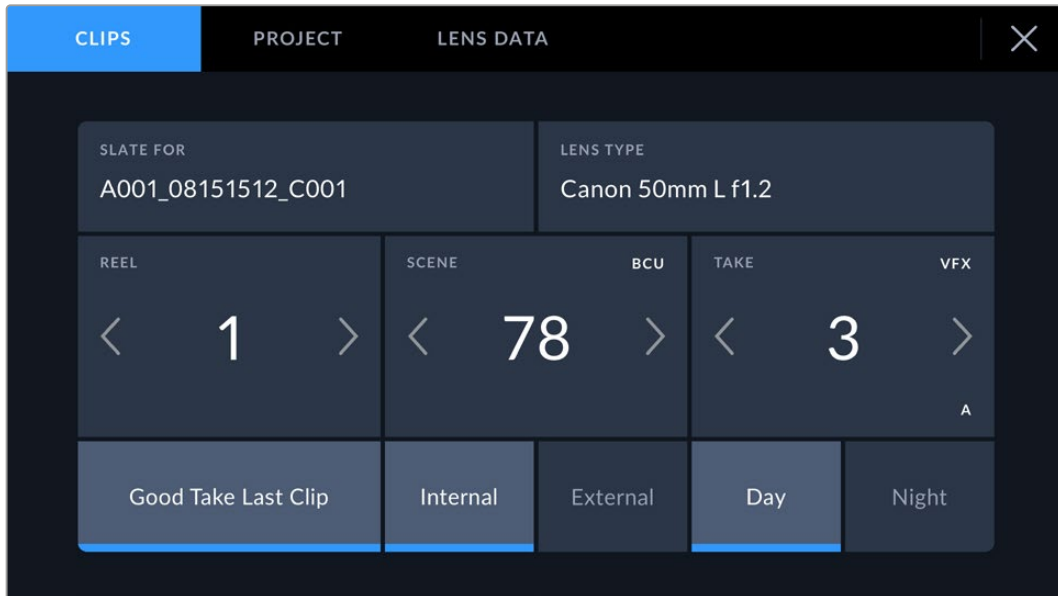 CLIPS PROJECT LENS DATA
SLATE FOR LENS TYPE
A001_08151512_C001 Canon 50mm L f1.2
REEL SCENE BCU TAKE VFX
1 78 3
A
Good Take Last Clip Internal External Day Night